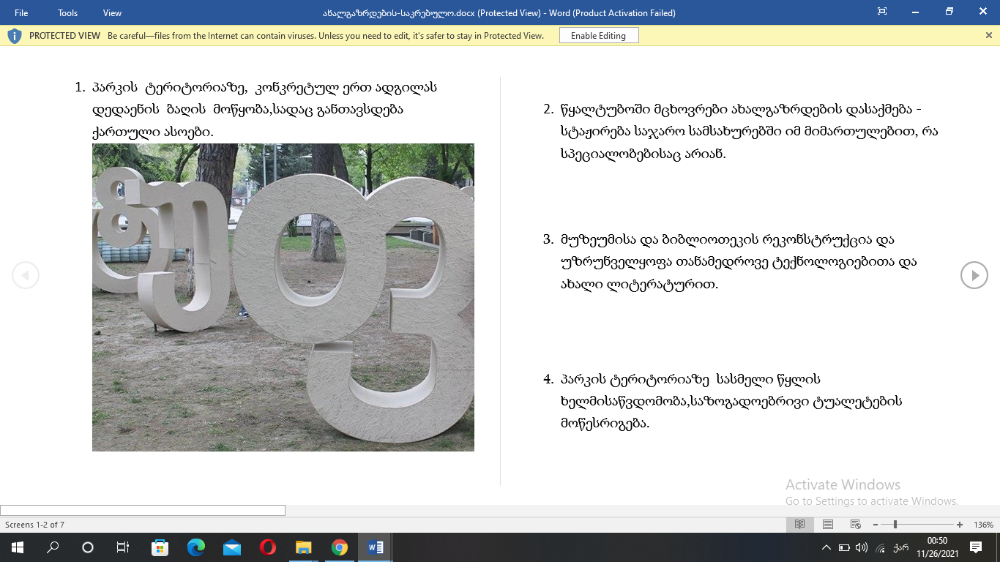 File Tools View ახალგაზრდების-საკრებულო.docx (Protected View) - Word (Product Activation Failed)
PROTECTED VIEW Be careful—files from the Internet can contain viruses. Unless you need to edit, it's safer to stay in Protected View. Enable Editing
1. პარკის ტერიტორიაზე, კონკრეტულ ერთ ადგილას
დედაენის ბაღის მოწყობა,სადაც განთავსდება
ქართული ასოები.
2. წყალტუბოში მცხოვრები ახალგაზრდების დასაქმება -
სტაჟირება საჯარო სამსახურებში იმ მიმართულებით, რა
სპეციალობებისაც არიან.
3. მუზეუმისა და ბიბლიოთეკის რეკონსტრუქცია და
უზრუნველყოფა თანამედროვე ტექნოლოგიებითა და
ახალი ლიტერატურით.
4. პარკის ტერიტორიაზე სასმელი წყლის
ხელმისაწვდომობა,საზოგადოებრივი ტუალეტების
მოწესრიგება.
Activate Windows
Go to Settings to activate Windows.
Screens 1-2 of 7
136%
ქარ
00:50
11/26/2021